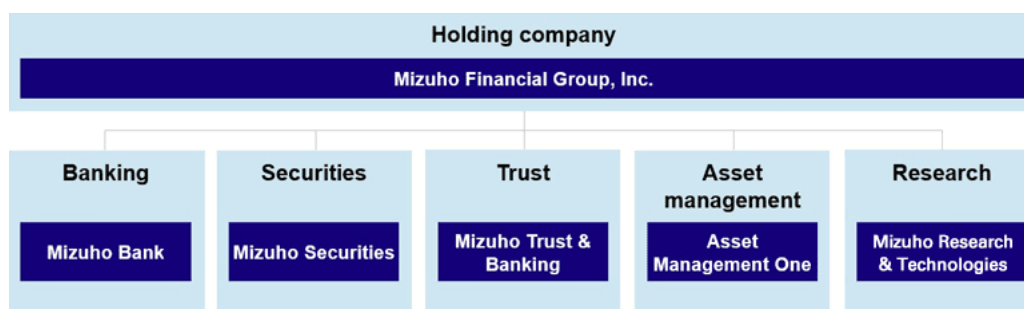 Holding company
Mizuho Financial Group, Inc.
Banking
Mizuho Bank
Securities
Mizuho Securities
Trust
Mizuho Trust &
Banking
Asset
management
Asset
Management One
Research
Mizuho Research
& Technologies